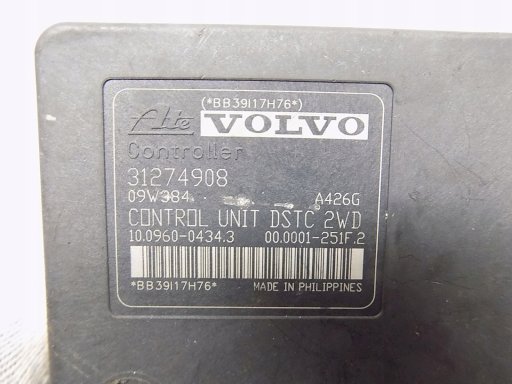 (*BB39I17H76*)
Ate VOLVO
Controller
31274908
09W384 A426G
CONTROL UNIT DSTC 2WD
10.0960-0434.3 00.0001-251F.2
*BB39I17H76* MADE IN PHILIPPINES